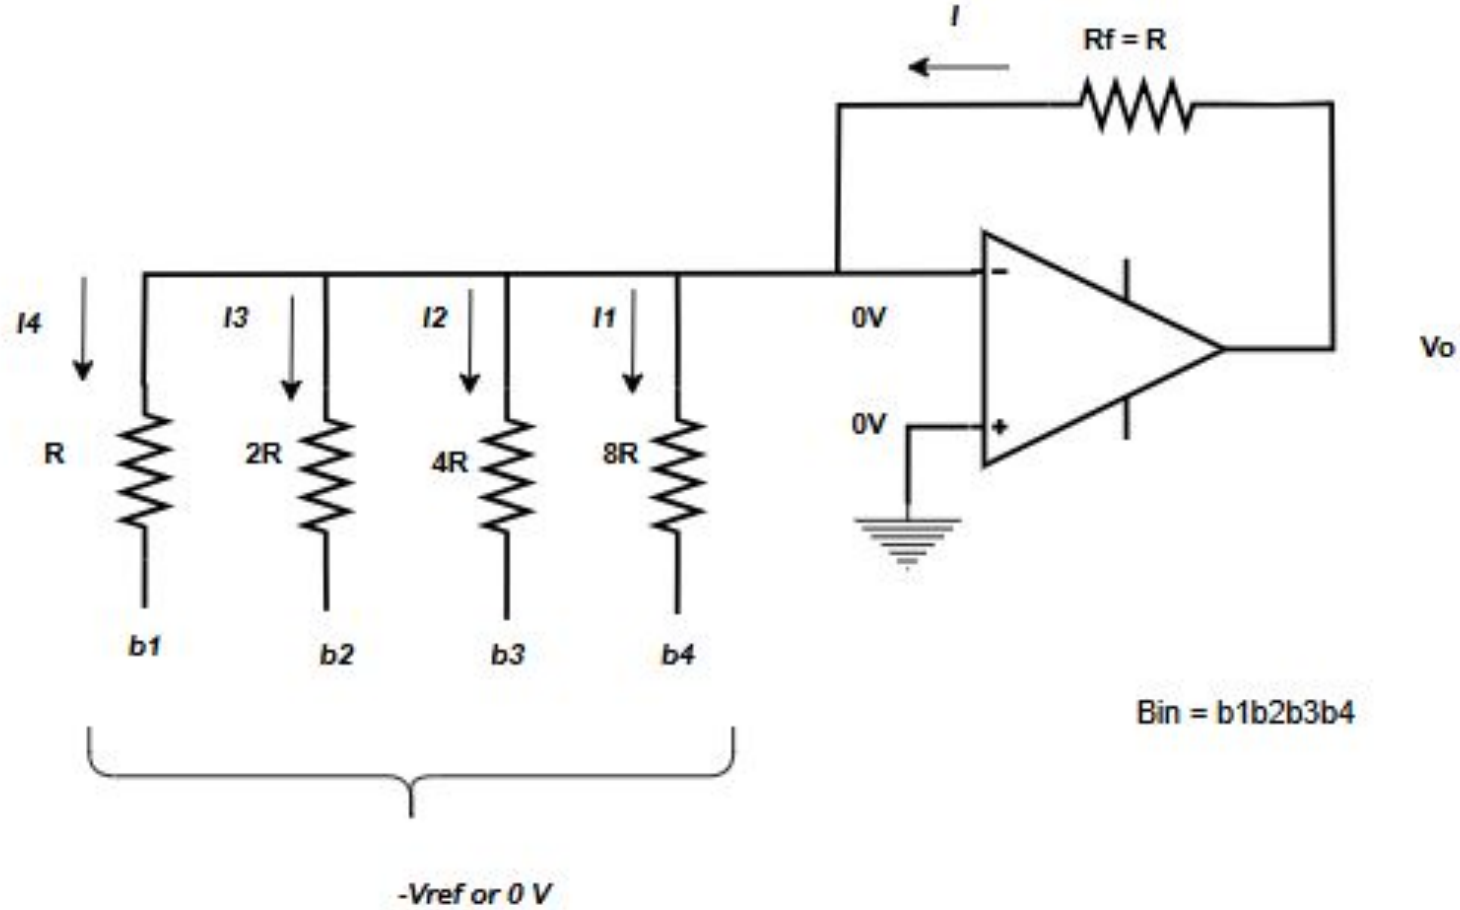 I
Rf = R
I4
I3
I2
I1
0V
-
Vo
0V
+
R
2R
4R
8R
b1
b2
b3
b4
Bin = b1b2b3b4
-Vref or 0 V